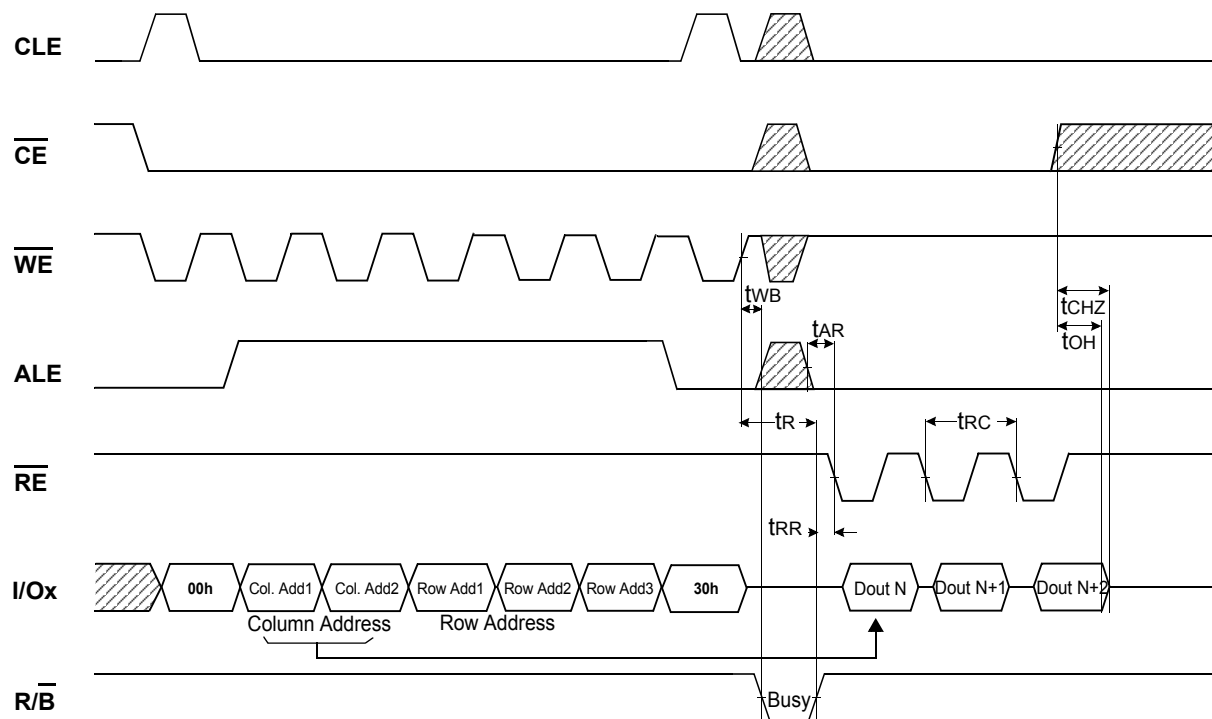 CLE
CE
WE
tWB
tCHZ
tAR
tOH
ALE
tR
tRC
RE
tRR
I/Ox
00h
Col. Add1
Col. Add2
Row Add1
Row Add2
Row Add3
30h
Dout N
Dout N+1
Dout N+2
Column Address
Row Address
R/B
Busy